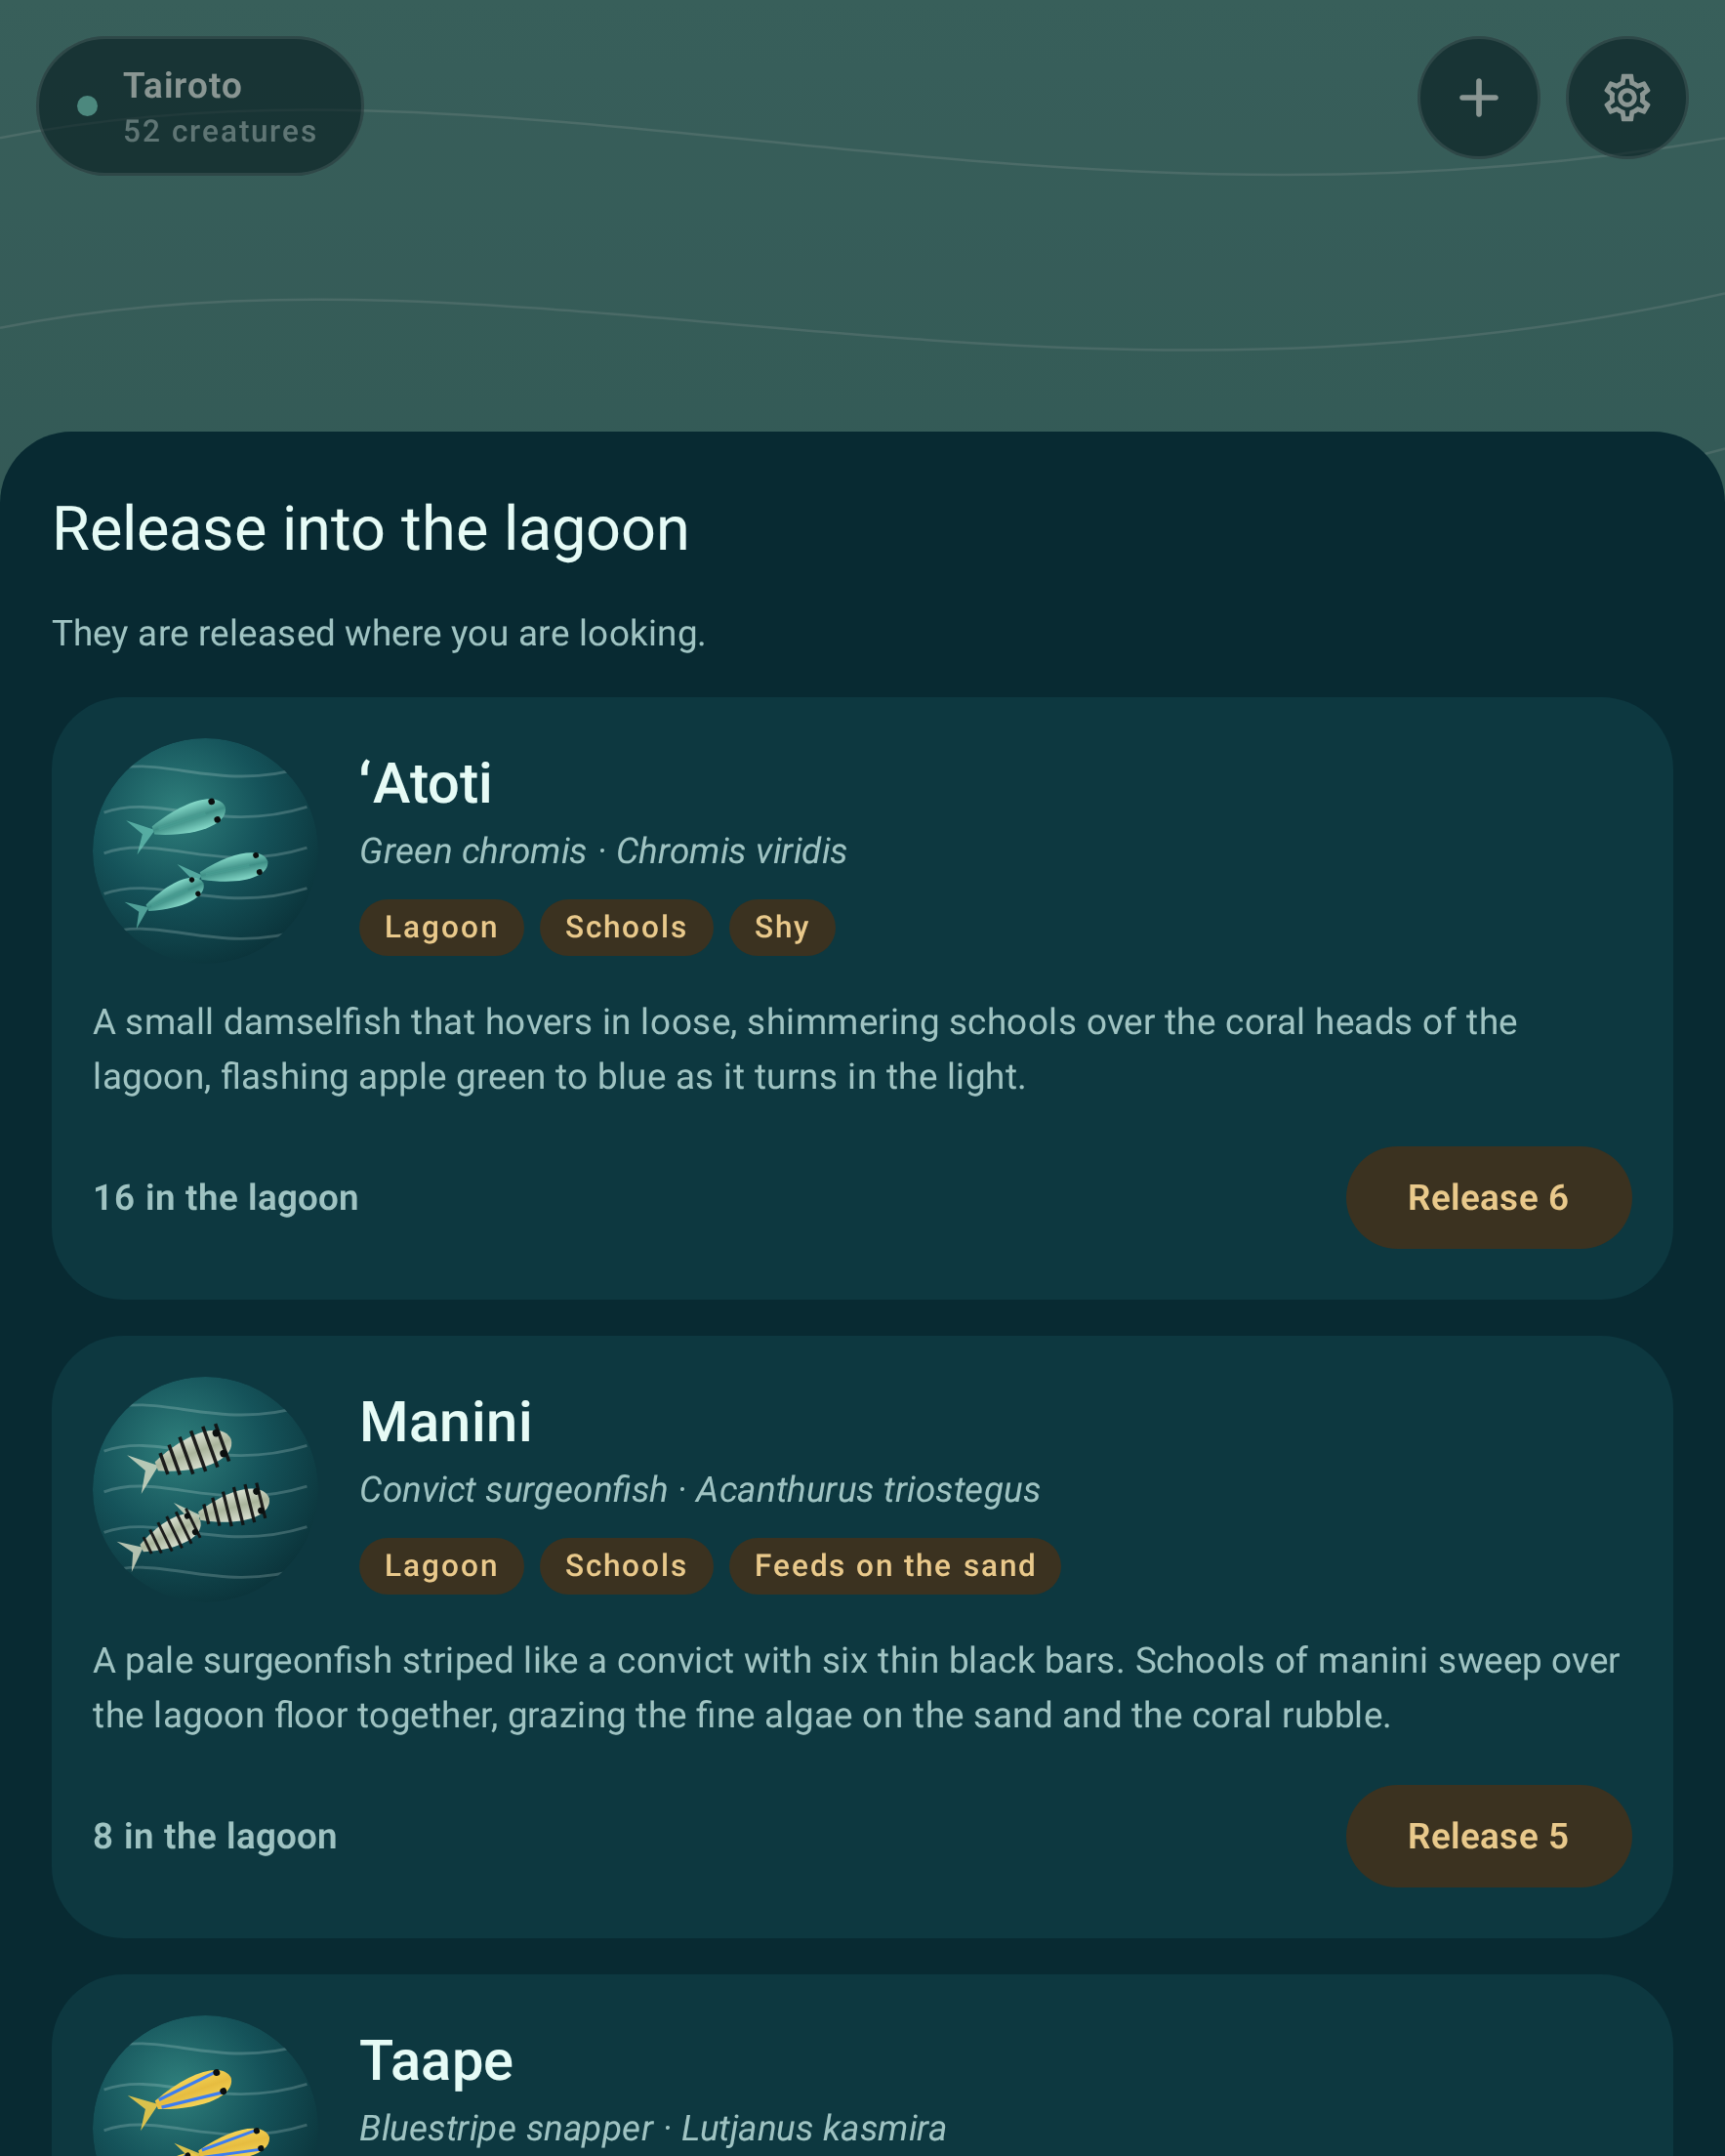 Tairoto
52 creatures
Release into the lagoon
They are released where you are looking.
ʻAtoti
Green chromis · Chromis viridis
Lagoon Schools Shy
A small damselfish that hovers in loose, shimmering schools over the coral heads of the
lagoon, flashing apple green to blue as it turns in the light.
16 in the lagoon Release 6
Manini
Convict surgeonfish · Acanthurus triostegus
Lagoon Schools Feeds on the sand
A pale surgeonfish striped like a convict with six thin black bars. Schools of manini sweep over
the lagoon floor together, grazing the fine algae on the sand and the coral rubble.
8 in the lagoon Release 5
Taape
Bluestripe snapper · Lutjanus kasmira